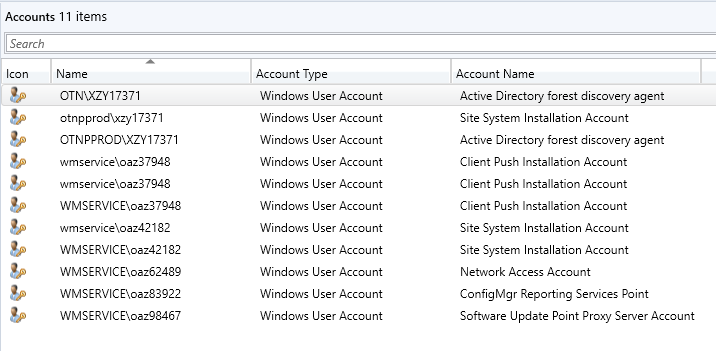 Accounts 11 items
Search
Icon Name Account Type Account Name
OTN\XZY17371 Windows User Account Active Directory forest discovery agent
otnpprod\xzy17371 Windows User Account Site System Installation Account
OTNPPROD\XZY17371 Windows User Account Active Directory forest discovery agent
wmservice\oaz37948 Windows User Account Client Push Installation Account
wmservice\oaz37948 Windows User Account Client Push Installation Account
WMSERVICE\oaz37948 Windows User Account Client Push Installation Account
wmservice\oaz42182 Windows User Account Site System Installation Account
WMSERVICE\oaz42182 Windows User Account Site System Installation Account
WMSERVICE\oaz62489 Windows User Account Network Access Account
WMSERVICE\oaz83922 Windows User Account ConfigMgr Reporting Services Point
WMSERVICE\oaz98467 Windows User Account Software Update Point Proxy Server Account